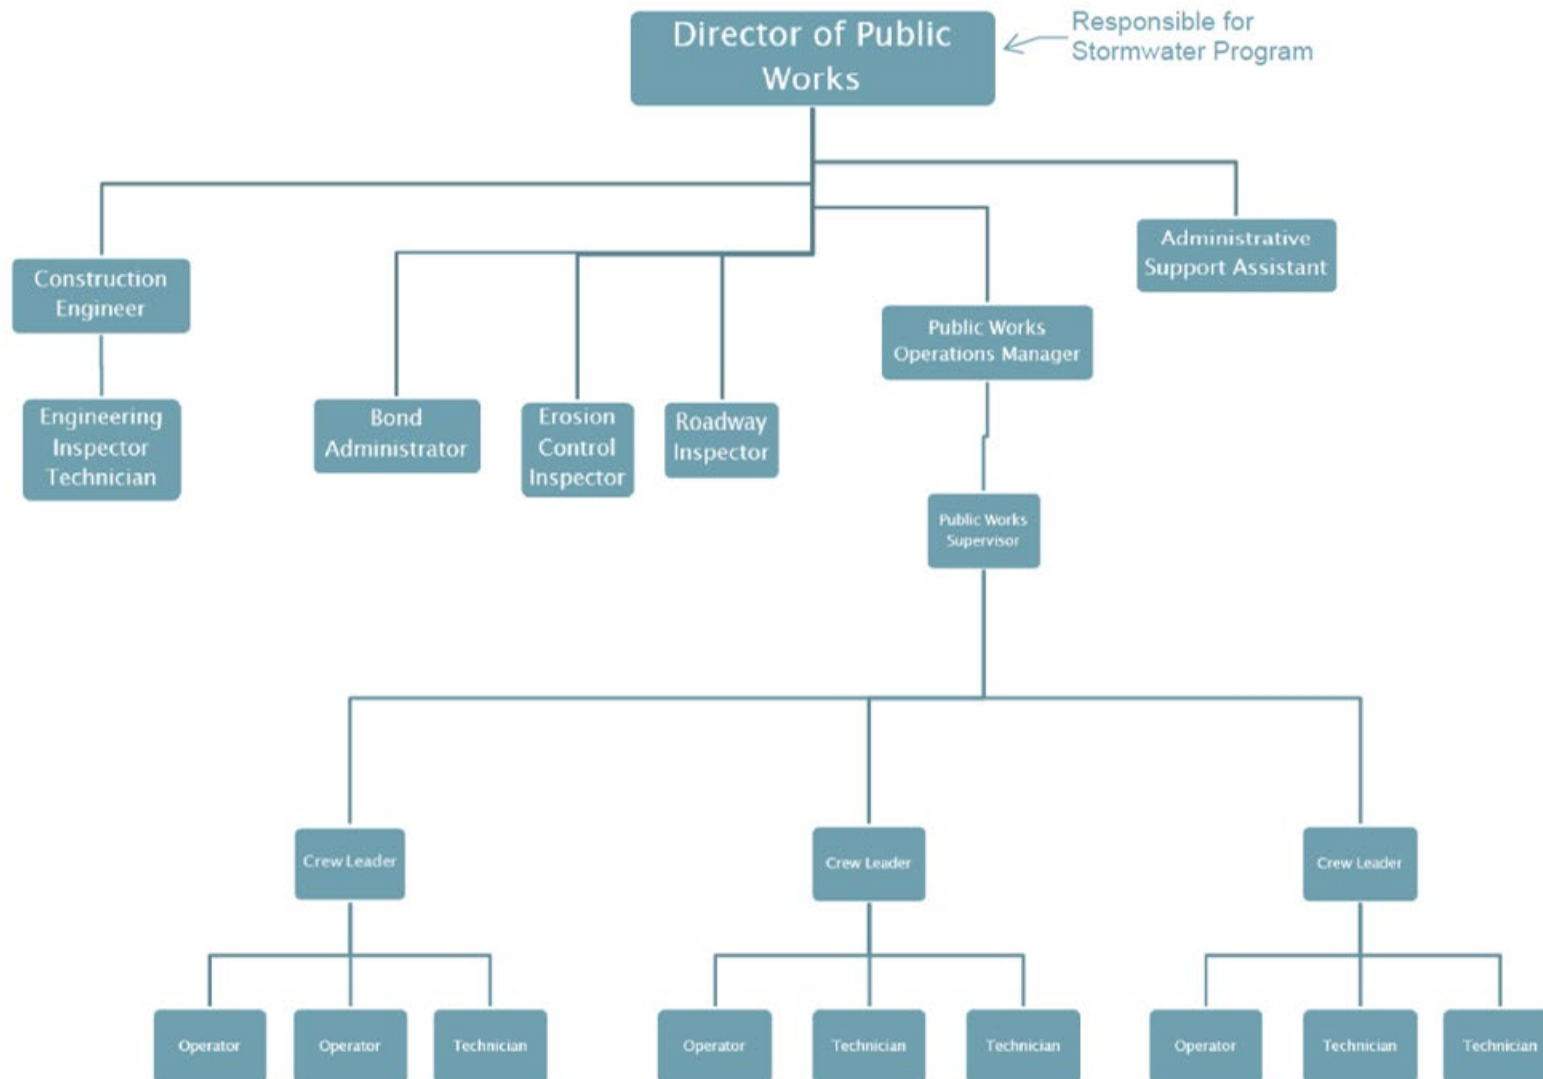 Director of Public
Works
Responsible for
Stormwater Program
Administrative
Support Assistant
Construction
Engineer
Public Works
Operations Manager
Engineering
Inspector
Technician
Bond
Administrator
Erosion
Control
Inspector
Roadway
Inspector
Public Works
Supervisor
Crew Leader
Crew Leader
Crew Leader
Operator
Operator
Technician
Operator
Technician
Technician
Operator
Technician
Technician